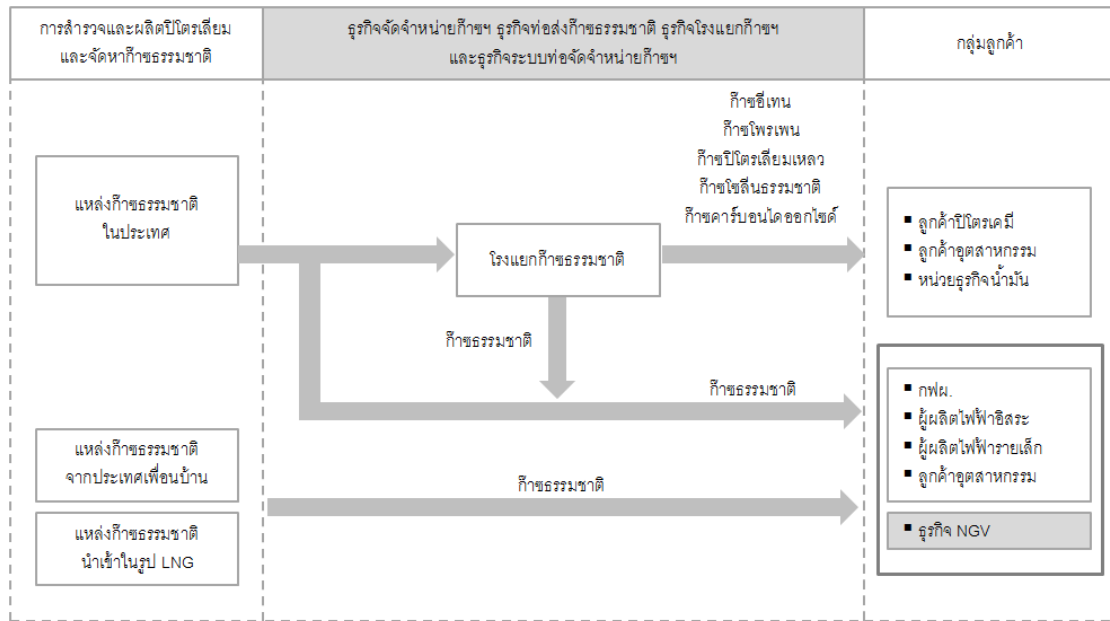 การสำรวจและผลิตปิโตรเลียม
และจัดหาก๊าซธรรมชาติ
ธุรกิจจัดจำหน่ายก๊าซฯ ธุรกิจท่อส่งก๊าซธรรมชาติ ธุรกิจโรงแยกก๊าซฯ
และธุรกิจระบบท่อจัดจำหน่ายก๊าซฯ
กลุ่มลูกค้า
ก๊าซอีเทน
ก๊าซโพรเพน
ก๊าซปิโตรเลียมเหลว
ก๊าซโซลีนธรรมชาติ
ก๊าซคาร์บอนไดออกไซด์
แหล่งก๊าซธรรมชาติ
ในประเทศ
โรงแยกก๊าซธรรมชาติ
▪ ลูกค้าปิโตรเคมี
▪ ลูกค้าอุตสาหกรรม
▪ หน่วยธุรกิจน้ำมัน
ก๊าซธรรมชาติ
ก๊าซธรรมชาติ
▪ กฟผ.
▪ ผู้ผลิตไฟฟ้าอิสระ
▪ ผู้ผลิตไฟฟ้ารายเล็ก
▪ ลูกค้าอุตสาหกรรม
แหล่งก๊าซธรรมชาติ
จากประเทศเพื่อนบ้าน
ก๊าซธรรมชาติ
แหล่งก๊าซธรรมชาติ
นำเข้าในรูป LNG
▪ ธุรกิจ NGV